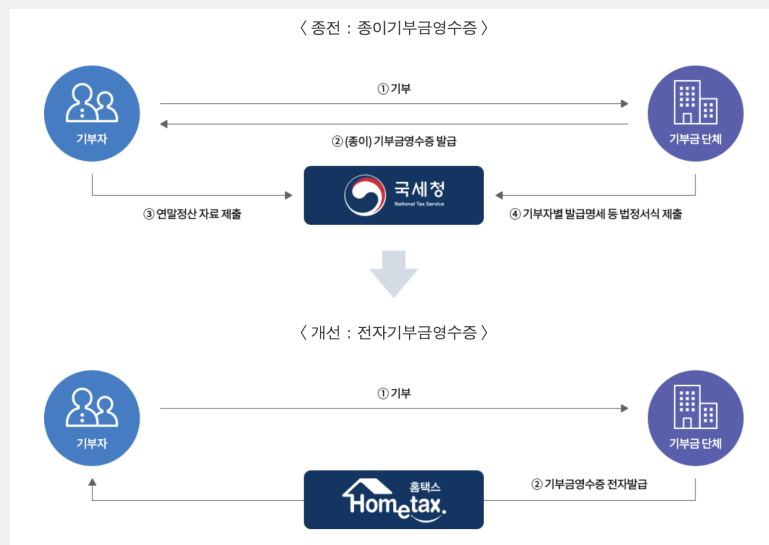 〈 종전 : 종이기부금영수증 〉
① 기부
기부자
기부금 단체
② (종이) 기부금영수증 발급
국세청
National Tax Service
③ 연말정산 자료 제출
④ 기부자별 발급명세 등 법정서식 제출
〈 개선 : 전자기부금영수증 〉
① 기부
기부자
기부금 단체
홈택스
Hometax.
② 기부금영수증 전자발급